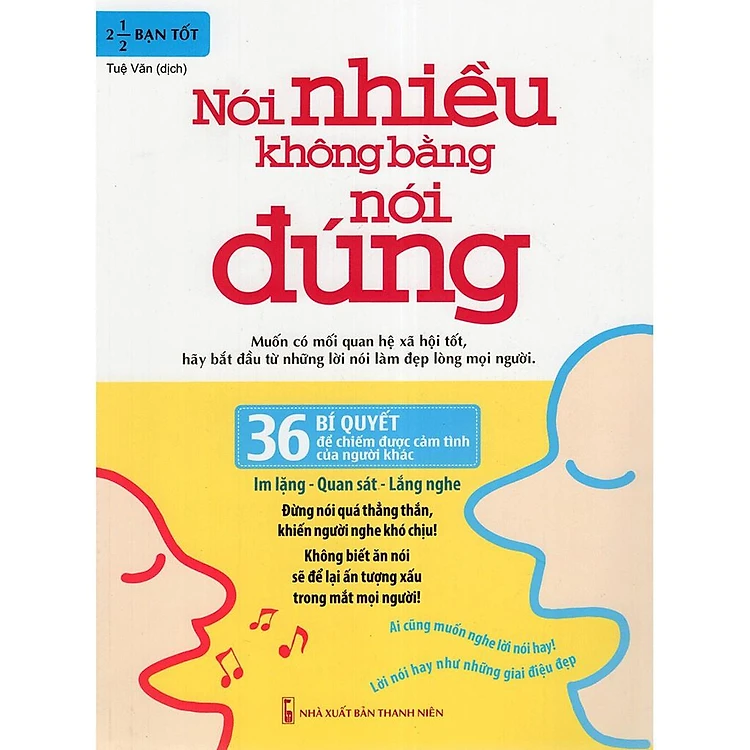 2 1/2 BẠN TỐT
Tuệ Văn (dịch)
Nói nhiều
không bằng
nói
đúng
Muốn có mối quan hệ xã hội tốt,
hãy bắt đầu từ những lời nói làm đẹp lòng mọi người.
36 BÍ QUYẾT
để chiếm được cảm tình
của người khác
Im lặng - Quan sát - Lắng nghe
Đừng nói quá thẳng thắn,
khiến người nghe khó chịu!
Không biết ăn nói
sẽ để lại ấn tượng xấu
trong mắt mọi người!
Ai cũng muốn nghe lời nói hay!
Lời nói hay như những giai điệu đẹp
NHÀ XUẤT BẢN THANH NIÊN